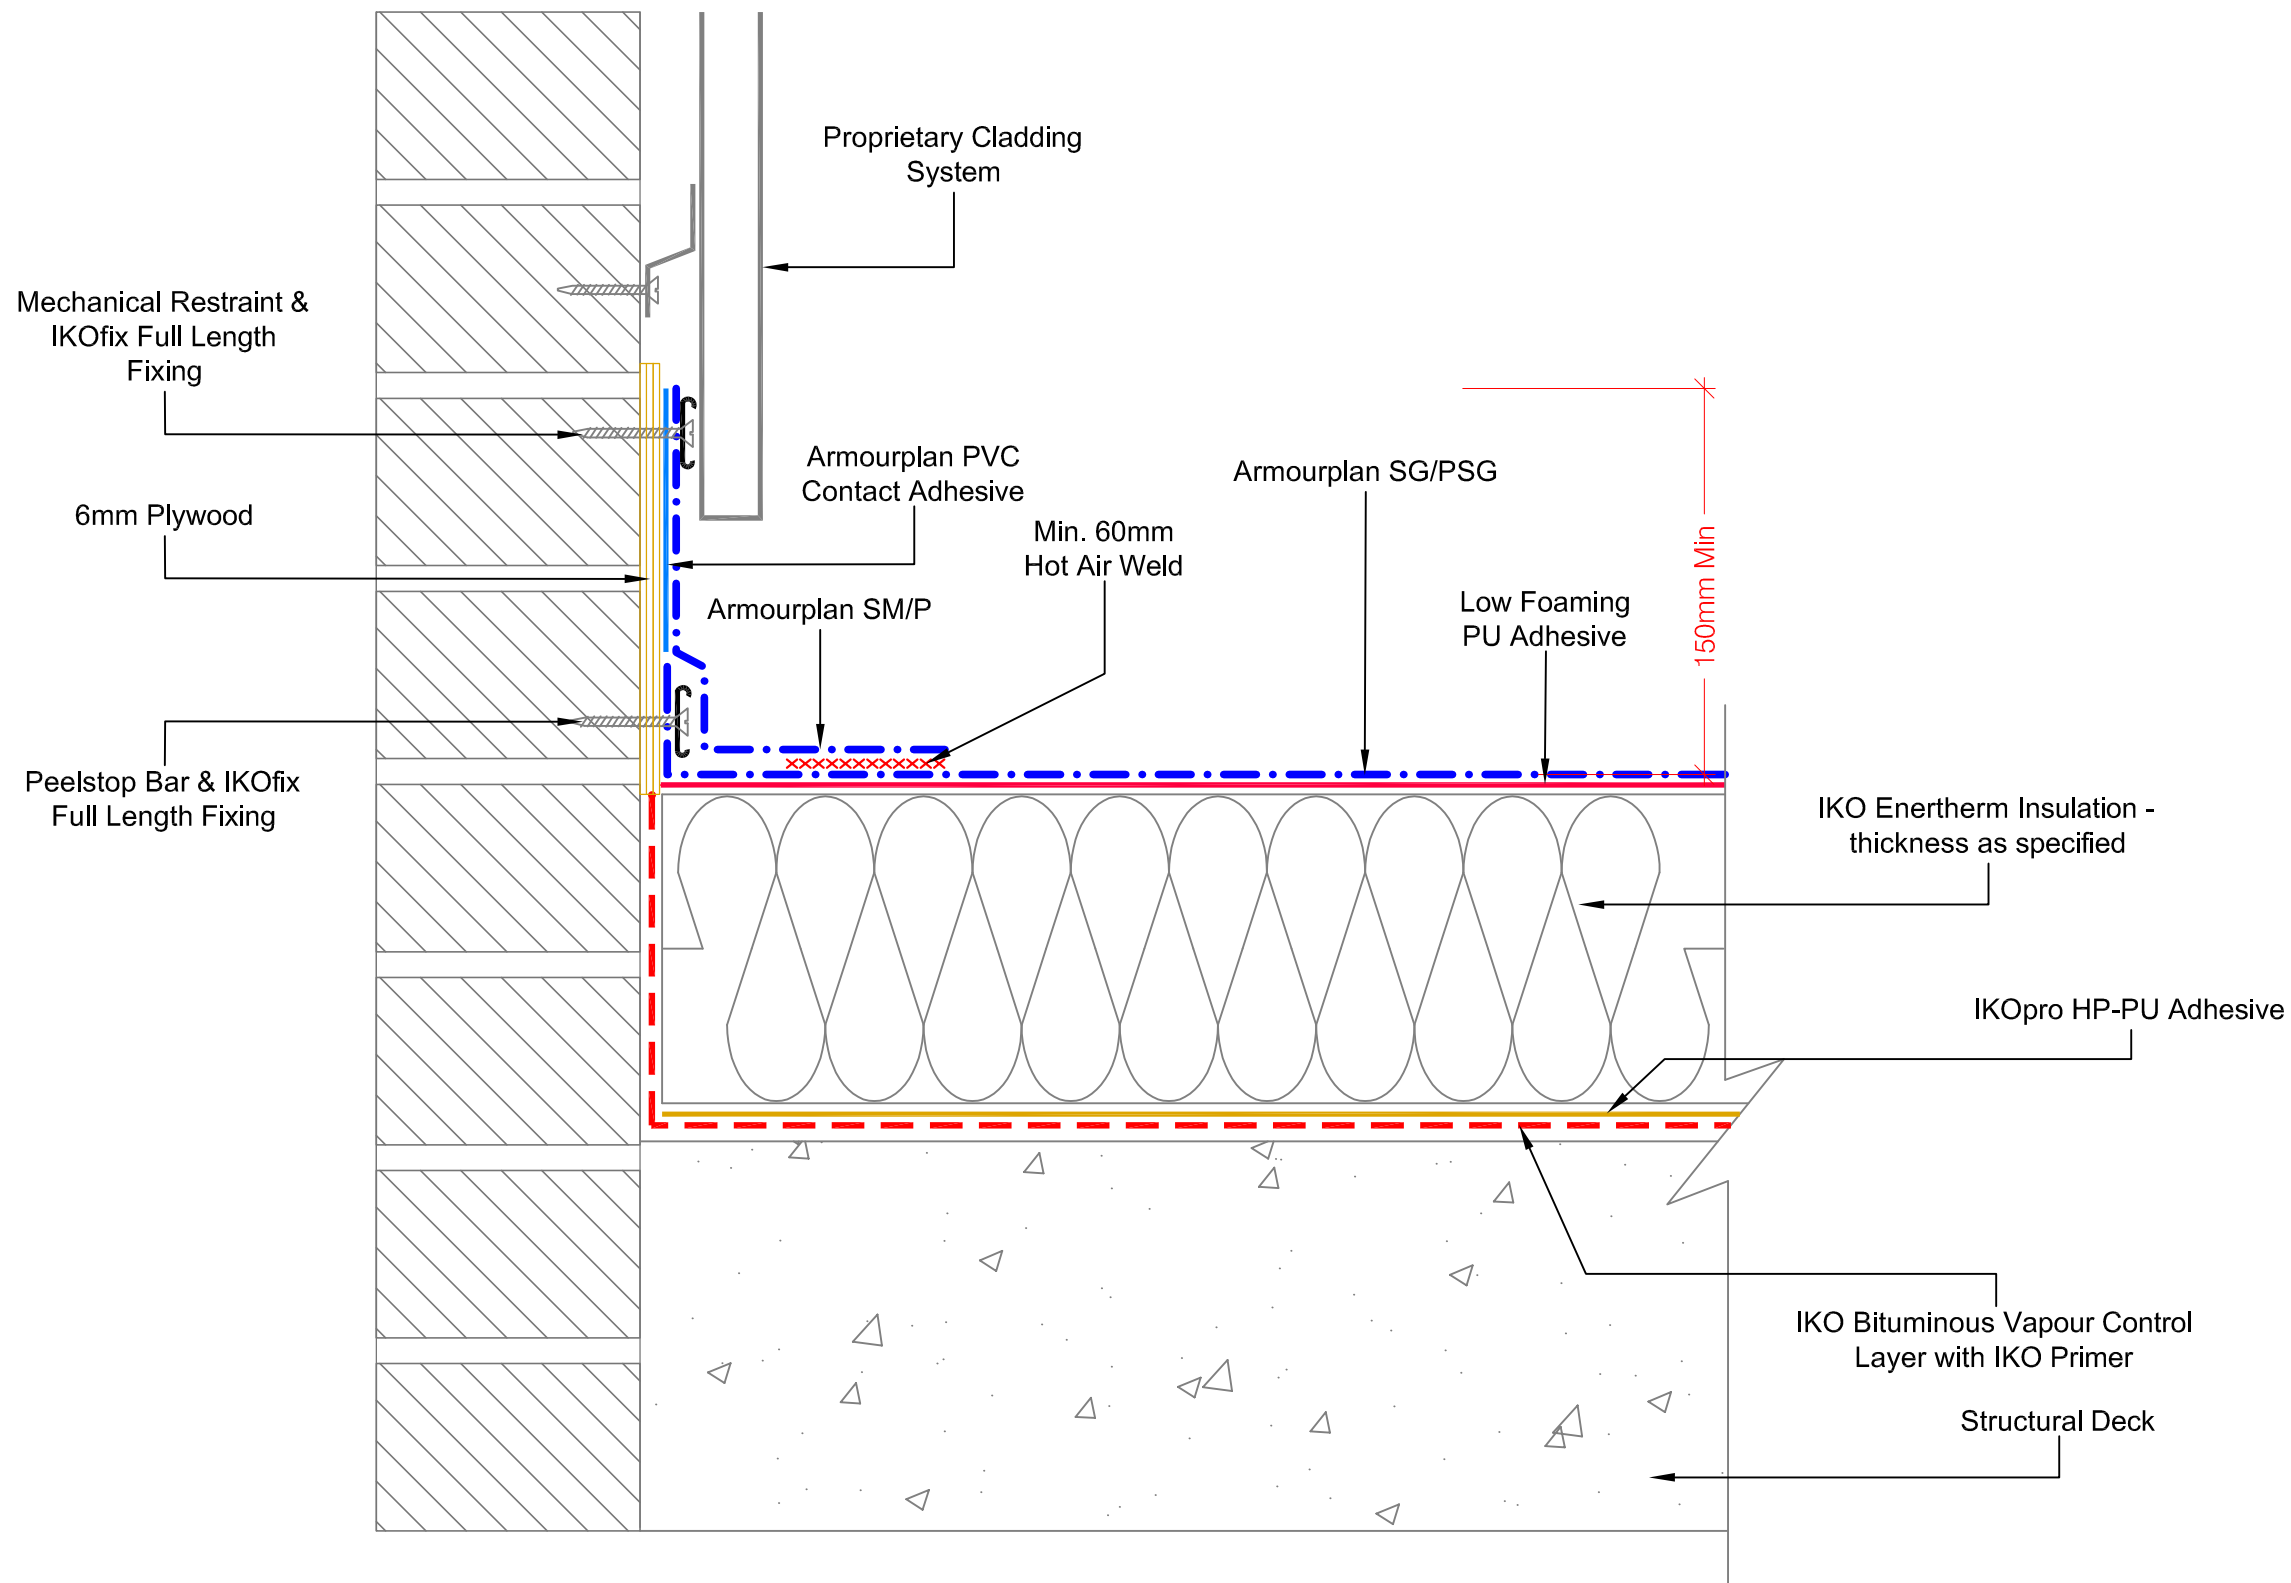 Proprietary Cladding
System
Mechanical Restraint &
IKOfix Full Length
Fixing
Armourplan PVC
Contact Adhesive
Armourplan SG/PSG
6mm Plywood
Min. 60mm
Hot Air Weld
150mm Min
Armourplan SM/P
Low Foaming
PU Adhesive
Peelstop Bar & IKOfix
Full Length Fixing
IKO Enertherm Insulation -
thickness as specified
IKOpro HP-PU Adhesive
IKO Bituminous Vapour Control
Layer with IKO Primer
Structural Deck